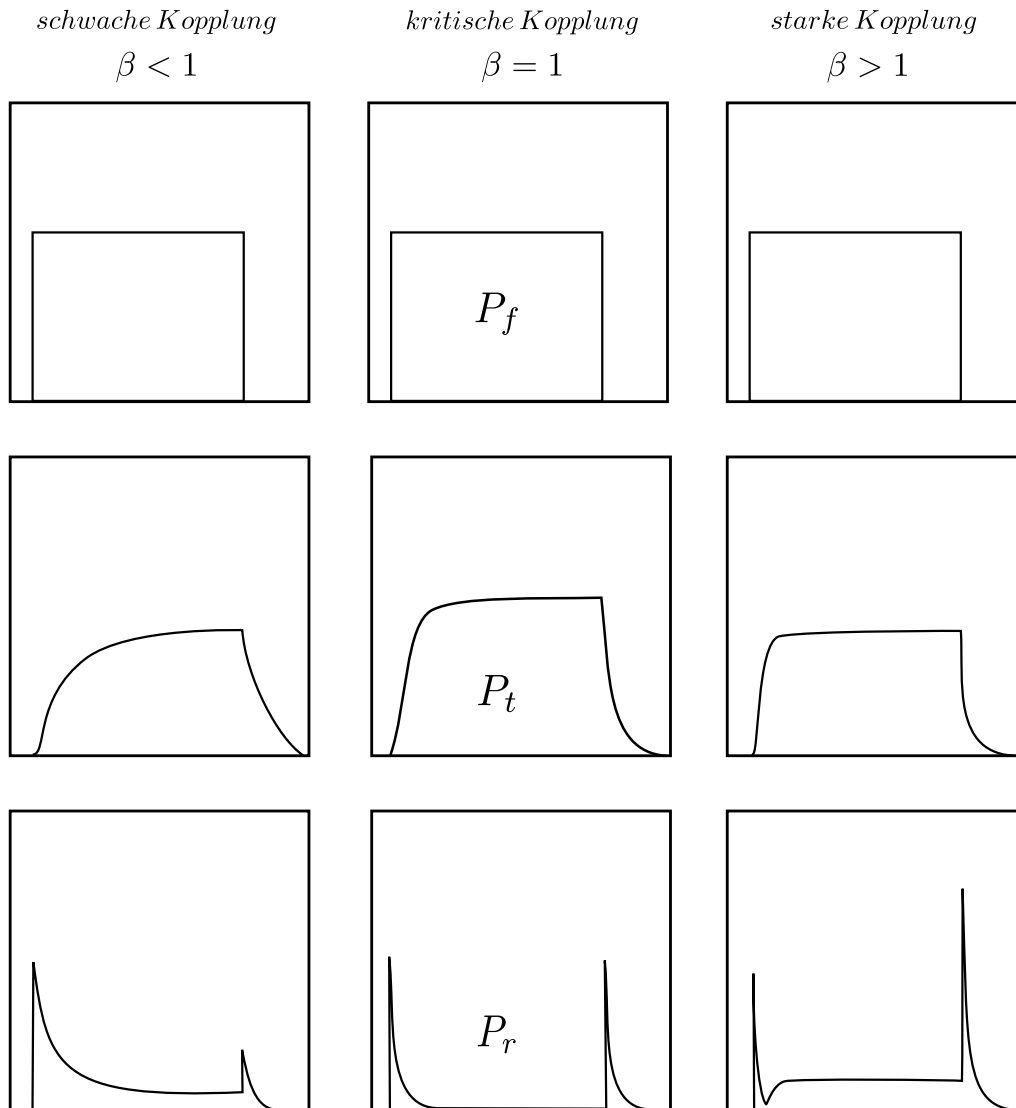 schwache Kopplung
β < 1
kritische Kopplung
β = 1
starke Kopplung
β > 1
P_f
P_t
P_r